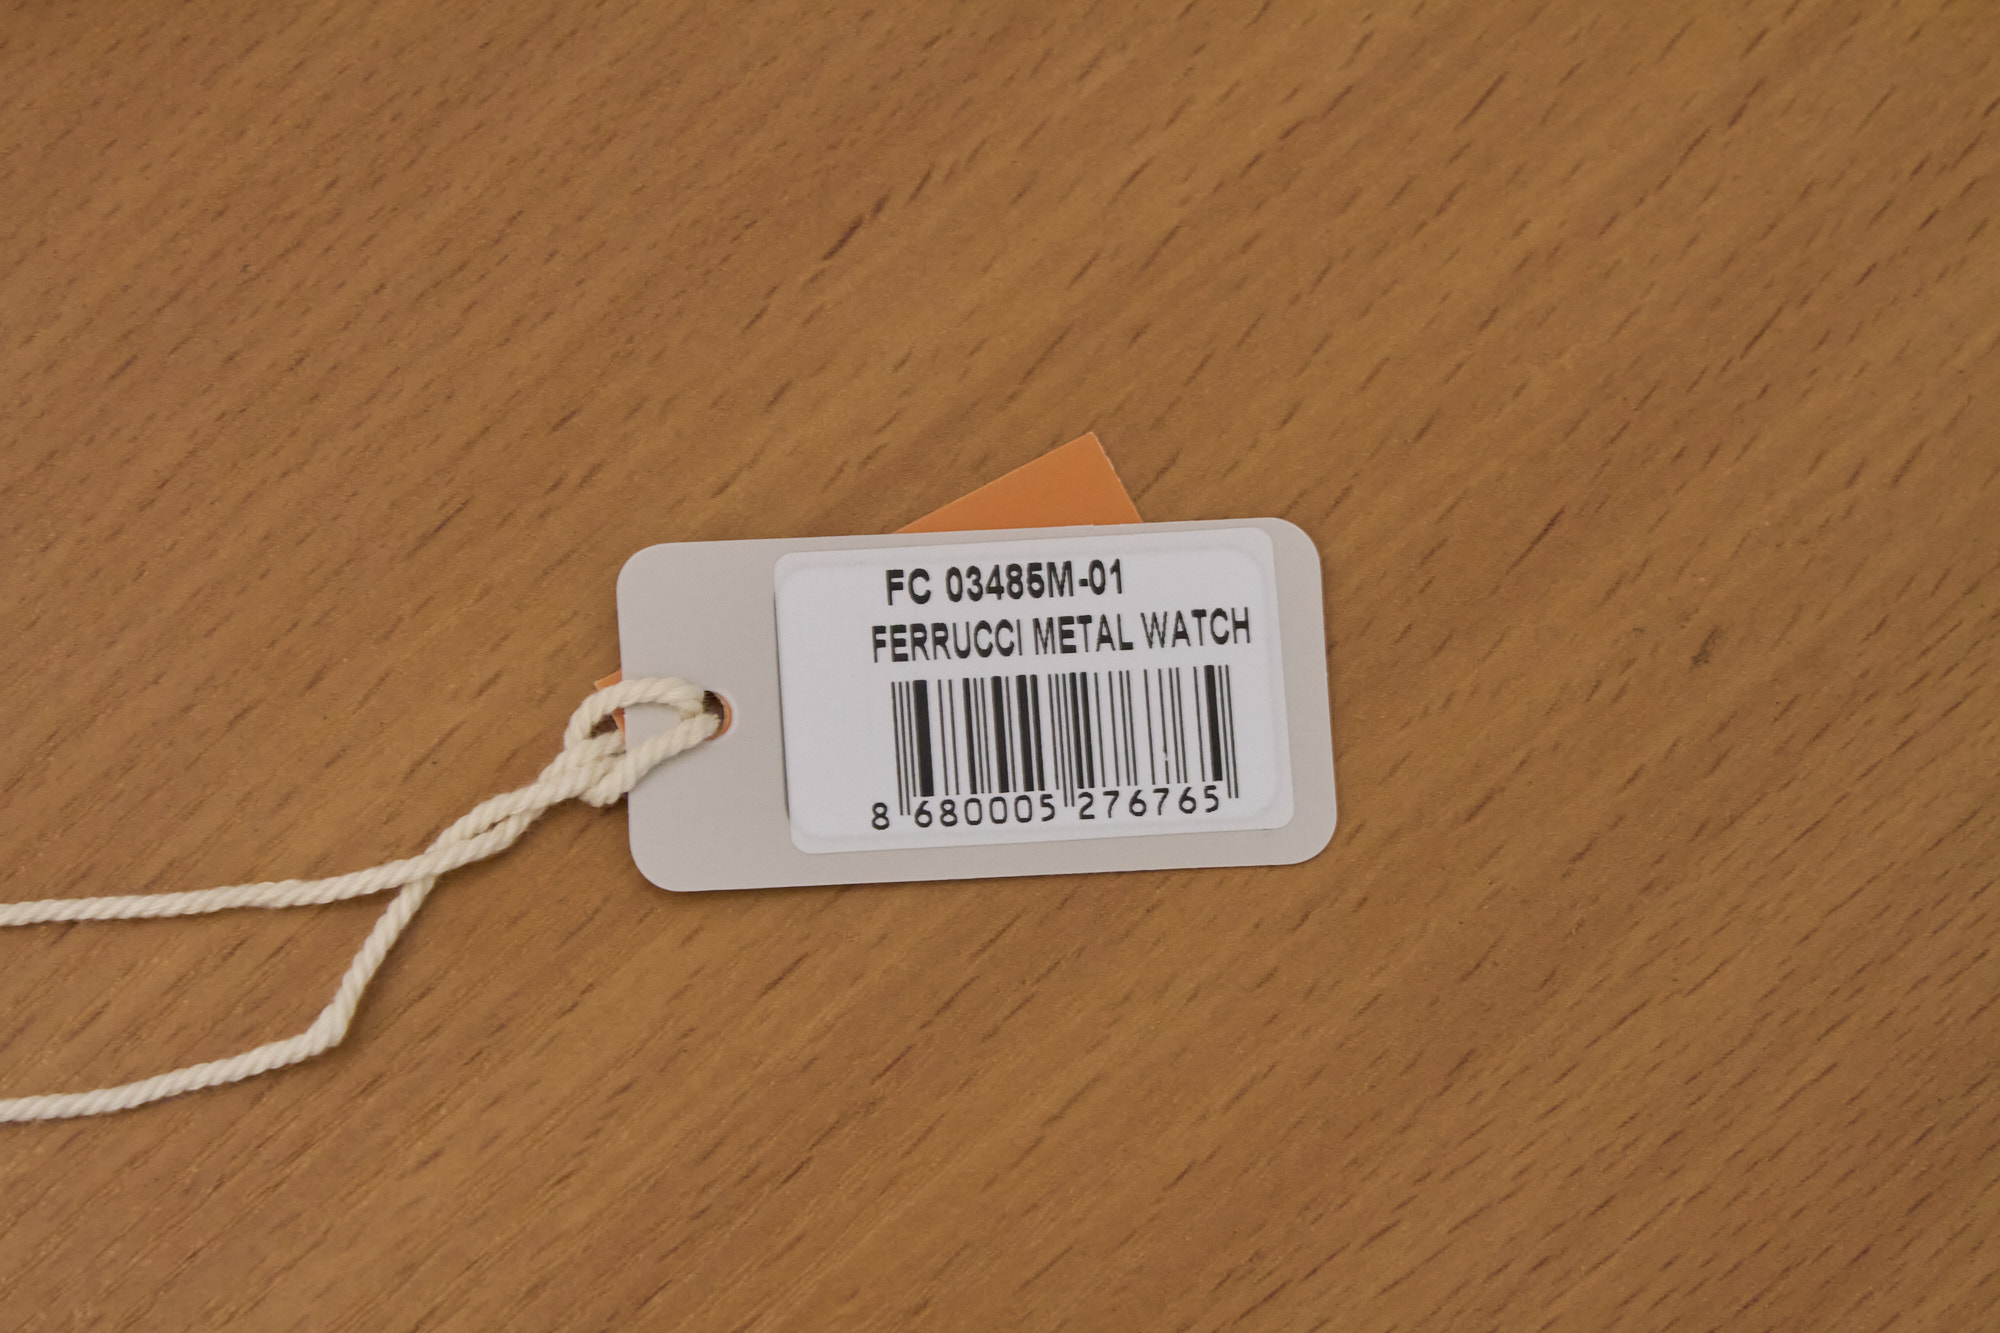 FC 03485M-01
FERRUCCI METAL WATCH
8 680005 276765